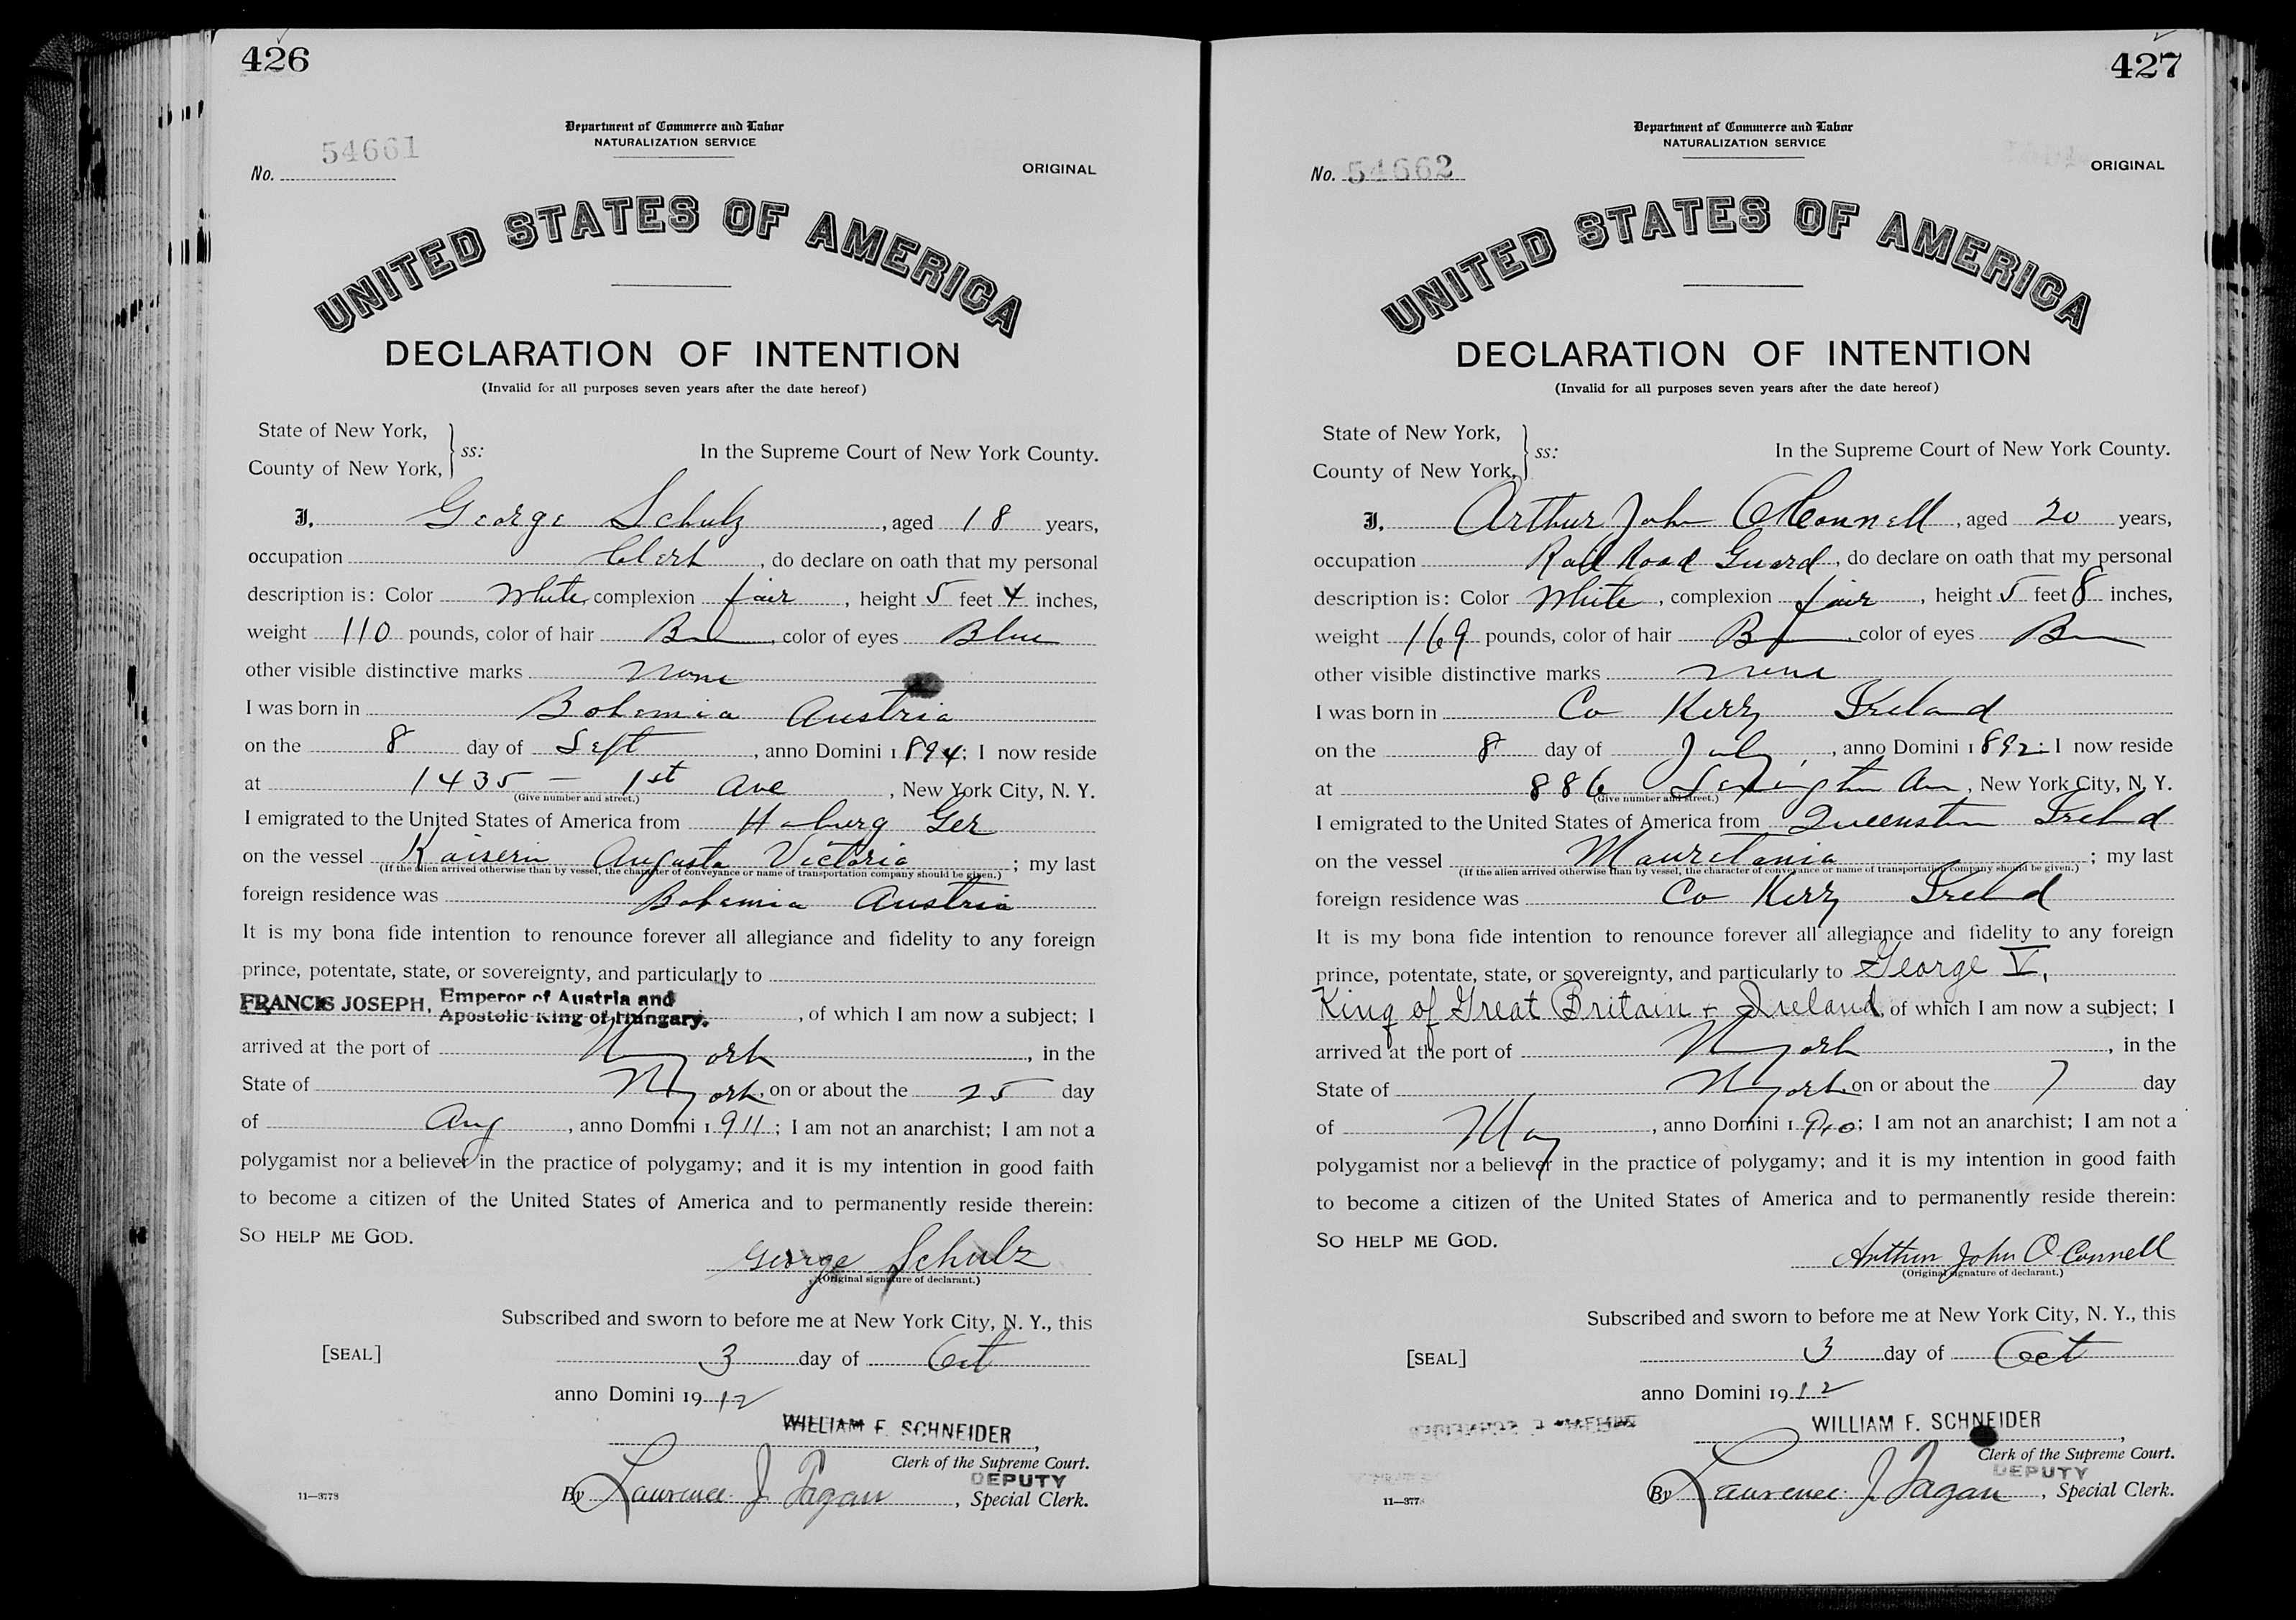 426
Department of Commerce and Labor
NATURALIZATION SERVICE
54661
No.
ORIGINAL
UNITED STATES OF AMERICA
DECLARATION OF INTENTION
(Invalid for all purposes seven years after the date hereof)
State of New York,
County of New York,
ss:
In the Supreme Court of New York County.
I, George Schulz, aged 18 years,
occupation Clerk, do declare on oath that my personal
description is: Color White, complexion fair, height 5 feet 4 inches,
weight 110 pounds, color of hair Br, color of eyes Blue
other visible distinctive marks none
I was born in Bohemia Austria
on the 8 day of Sept, anno Domini 1894; I now reside
at 1435 – 1st Ave, New York City, N. Y.
(Give number and street.)
I emigrated to the United States of America from Haburg Ger
on the vessel Kaiserin Augusta Victoria; my last
(If the alien arrived otherwise than by vessel, the character of conveyance or name of transportation company should be given.)
foreign residence was Bohemia Austria
It is my bona fide intention to renounce forever all allegiance and fidelity to any foreign
prince, potentate, state, or sovereignty, and particularly to
FRANCIS JOSEPH, Emperor of Austria and Apostolic King of Hungary., of which I am now a subject; I
arrived at the port of N York, in the
State of N York, on or about the 25 day
of Aug, anno Domini 1911; I am not an anarchist; I am not a
polygamist nor a believer in the practice of polygamy; and it is my intention in good faith
to become a citizen of the United States of America and to permanently reside therein:
SO HELP ME GOD.
George Schulz
(Original signature of declarant.)
Subscribed and sworn to before me at New York City, N. Y., this
[SEAL]
3 day of Oct
anno Domini 1912
WILLIAM F. SCHNEIDER
Clerk of the Supreme Court.
DEPUTY
By Laurence J. Fagan, Special Clerk.
11—3778
427
Department of Commerce and Labor
NATURALIZATION SERVICE
No. 54662
ORIGINAL
UNITED STATES OF AMERICA
DECLARATION OF INTENTION
(Invalid for all purposes seven years after the date hereof)
State of New York,
County of New York,
ss:
In the Supreme Court of New York County.
I, Arthur John O'Connell, aged 20 years,
occupation Rail Road Guard, do declare on oath that my personal
description is: Color White, complexion fair, height 5 feet 8 inches,
weight 169 pounds, color of hair Br, color of eyes Br
other visible distinctive marks none
I was born in Co Kerry Ireland
on the 8 day of July, anno Domini 1892; I now reside
at 886 Lexington Av, New York City, N. Y.
(Give number and street.)
I emigrated to the United States of America from Queenstn Ireld
on the vessel Mauretania; my last
(If the alien arrived otherwise than by vessel, the character of conveyance or name of transportation company should be given.)
foreign residence was Co Kerry Ireld
It is my bona fide intention to renounce forever all allegiance and fidelity to any foreign
prince, potentate, state, or sovereignty, and particularly to George V,
King of Great Britain & Ireland, of which I am now a subject; I
arrived at the port of N York, in the
State of N York, on or about the 7 day
of May, anno Domini 1910; I am not an anarchist; I am not a
polygamist nor a believer in the practice of polygamy; and it is my intention in good faith
to become a citizen of the United States of America and to permanently reside therein:
SO HELP ME GOD.
Arthur John O'Connell
(Original signature of declarant.)
Subscribed and sworn to before me at New York City, N. Y., this
[SEAL]
3 day of Oct
anno Domini 1912
WILLIAM F. SCHNEIDER
Clerk of the Supreme Court.
DEPUTY
By Laurence J. Fagan, Special Clerk.
11—377